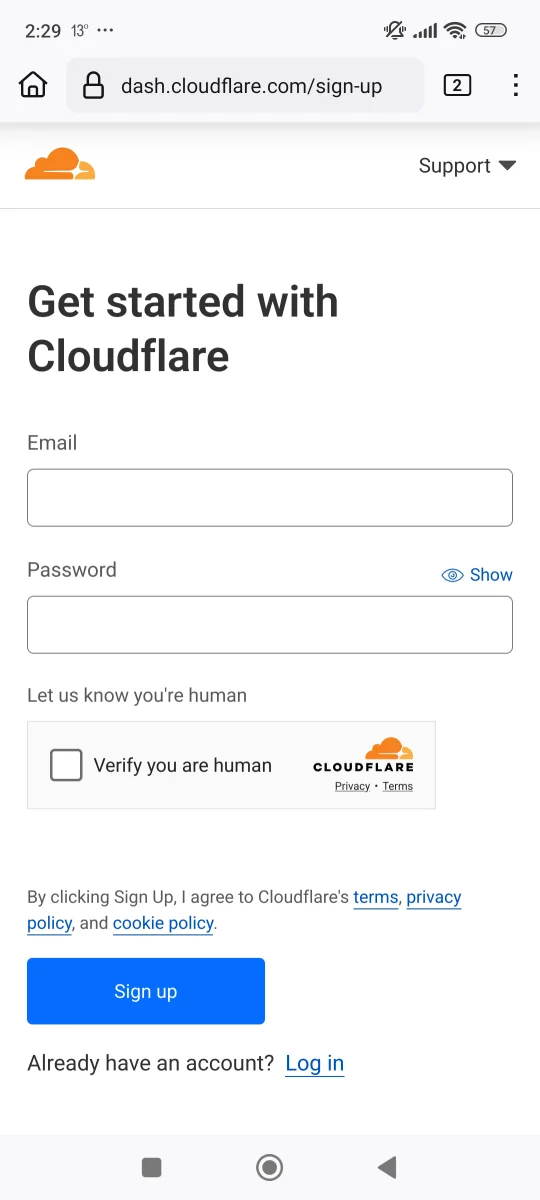 2:29 13° ··· 57
dash.cloudflare.com/sign-up 2
Support
Get started with
Cloudflare
Email
Password Show
Let us know you're human
Verify you are human
CLOUDFLARE
Privacy • Terms
By clicking Sign Up, I agree to Cloudflare's terms, privacy
policy, and cookie policy.
Sign up
Already have an account? Log in